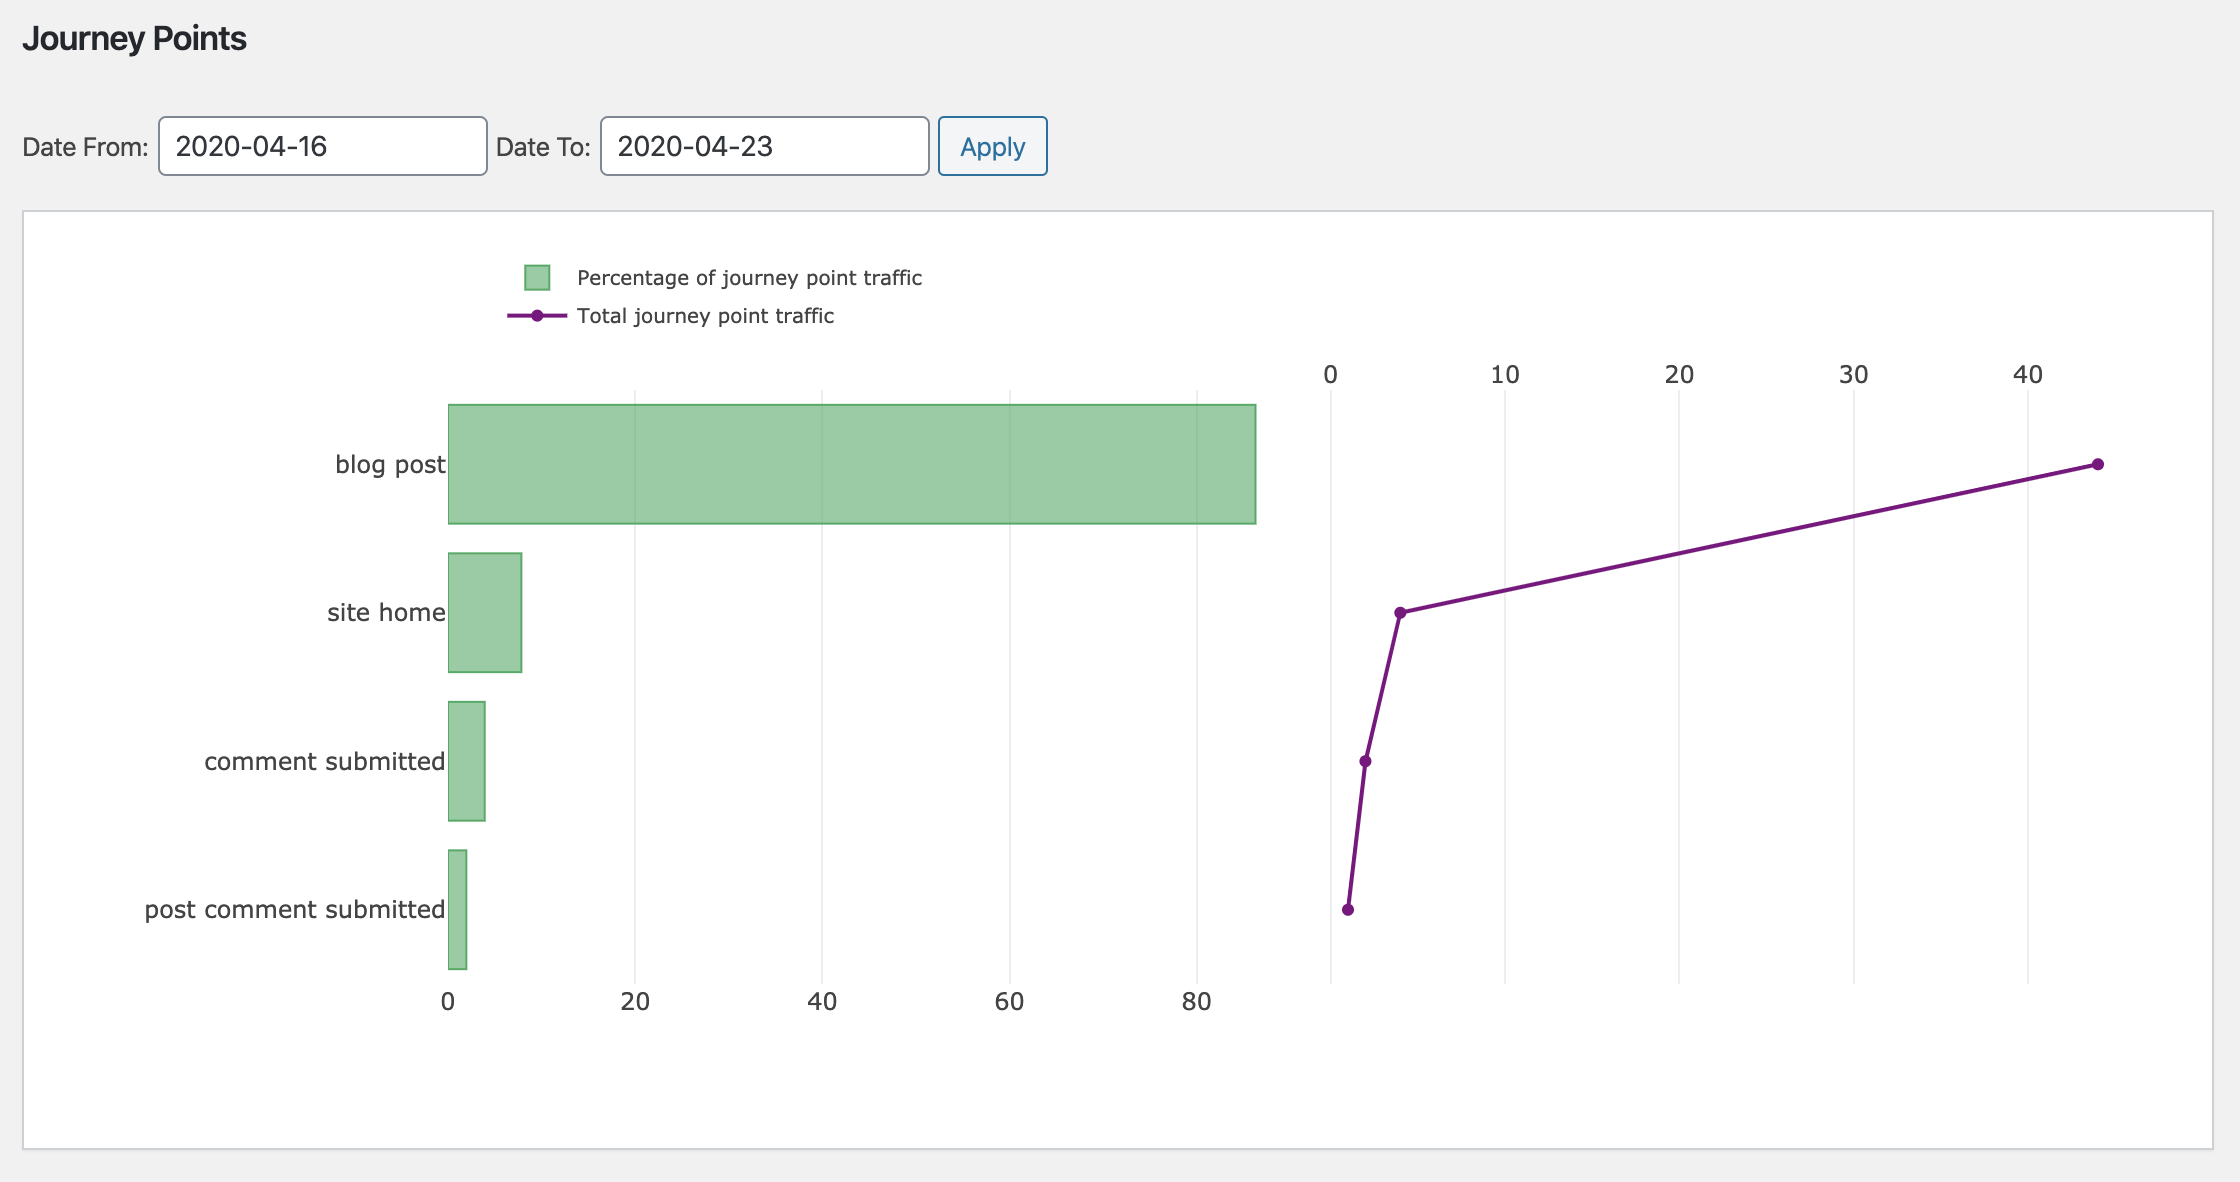 Journey Points
Date From: 2020-04-16 Date To: 2020-04-23 Apply
Percentage of journey point traffic
Total journey point traffic
0 10 20 30 40
blog post
site home
comment submitted
post comment submitted
0 20 40 60 80